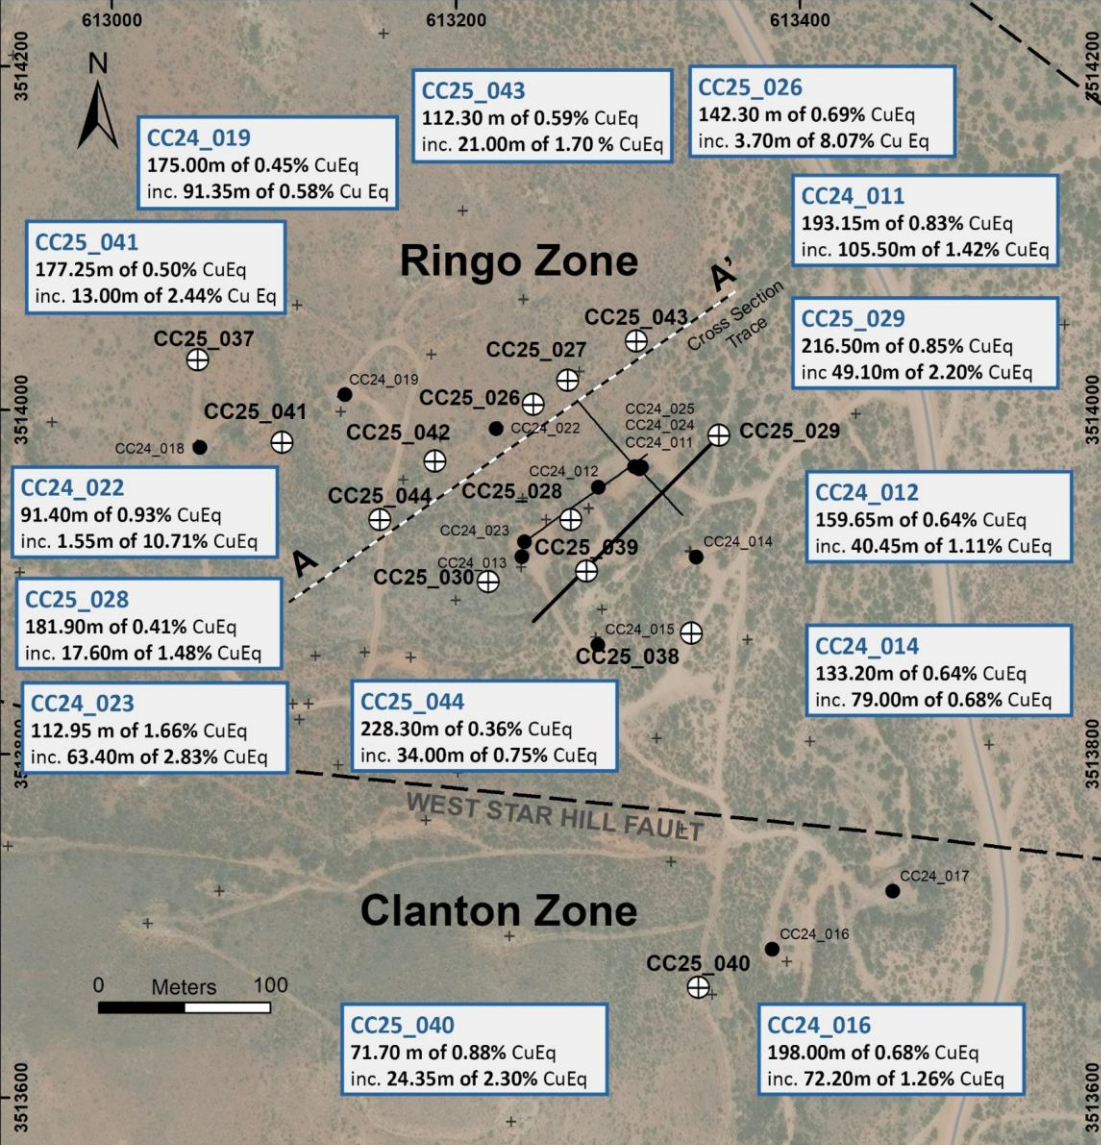 613000
613200
613400
3514200
3514200
N
CC25_043
112.30 m of 0.59% CuEq
inc. 21.00m of 1.70 % CuEq
CC25_026
142.30 m of 0.69% CuEq
inc. 3.70m of 8.07% Cu Eq
CC24_019
175.00m of 0.45% CuEq
inc. 91.35m of 0.58% Cu Eq
CC24_011
193.15m of 0.83% CuEq
inc. 105.50m of 1.42% CuEq
CC25_041
177.25m of 0.50% CuEq
inc. 13.00m of 2.44% Cu Eq
Ringo Zone
A'
Cross Section
Trace
CC25_029
216.50m of 0.85% CuEq
inc 49.10m of 2.20% CuEq
CC25_043
CC25_037
CC25_027
CC24_019
CC25_026
3514000
3514000
CC25_041
CC24_022
CC24_025
CC24_024
CC24_011
CC25_029
CC25_042
CC24_018
CC24_012
CC25_028
CC25_044
CC24_022
91.40m of 0.93% CuEq
inc. 1.55m of 10.71% CuEq
CC24_012
159.65m of 0.64% CuEq
inc. 40.45m of 1.11% CuEq
CC24_023
CC25_039
CC24_014
A
CC24_013
CC25_030
CC25_028
181.90m of 0.41% CuEq
inc. 17.60m of 1.48% CuEq
CC24_015
CC25_038
CC24_014
133.20m of 0.64% CuEq
inc. 79.00m of 0.68% CuEq
CC24_023
112.95 m of 1.66% CuEq
inc. 63.40m of 2.83% CuEq
CC25_044
228.30m of 0.36% CuEq
inc. 34.00m of 0.75% CuEq
3513800
3513800
WEST STAR HILL FAULT
CC24_017
Clanton Zone
CC24_016
CC25_040
0 Meters 100
CC25_040
71.70 m of 0.88% CuEq
inc. 24.35m of 2.30% CuEq
CC24_016
198.00m of 0.68% CuEq
inc. 72.20m of 1.26% CuEq
3513600
3513600